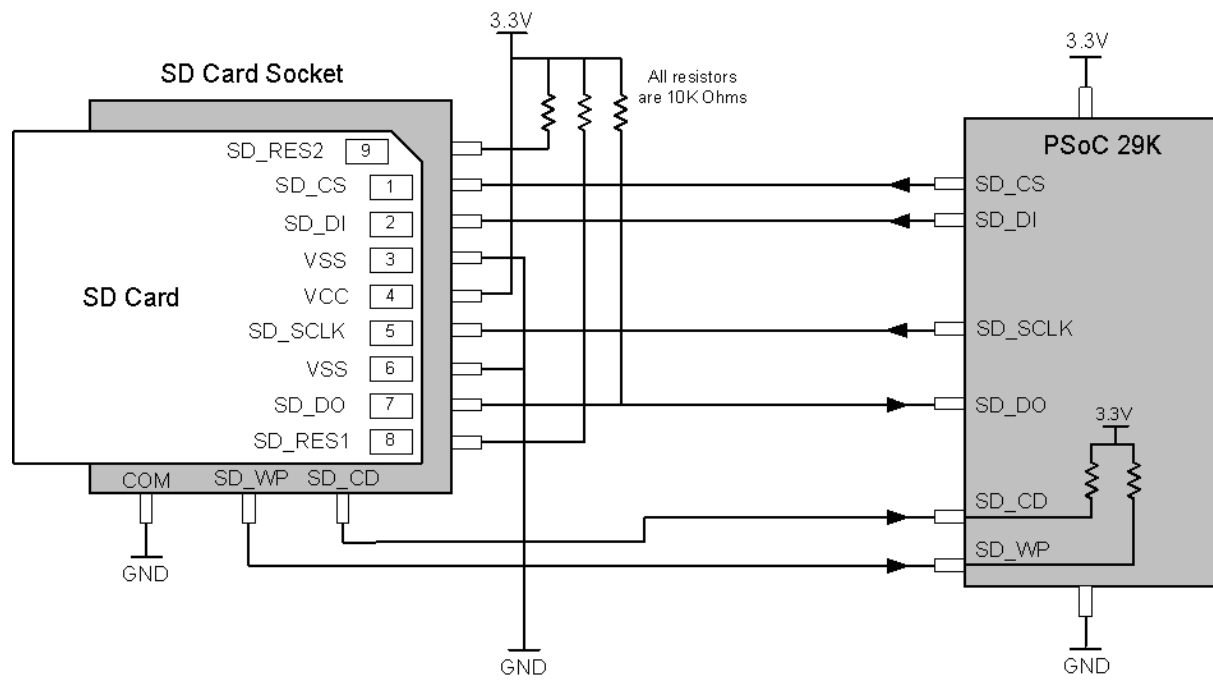 3.3V
3.3V
SD Card Socket
All resistors
are 10K Ohms
PSoC 29K
SD_RES2 9
SD_CS 1
SD_DI 2
VSS 3
VCC 4
SD_SCLK 5
VSS 6
SD_DO 7
SD_RES1 8
SD Card
COM SD_WP SD_CD
GND
GND
SD_CS
SD_DI
SD_SCLK
SD_DO
3.3V
SD_CD
SD_WP
GND